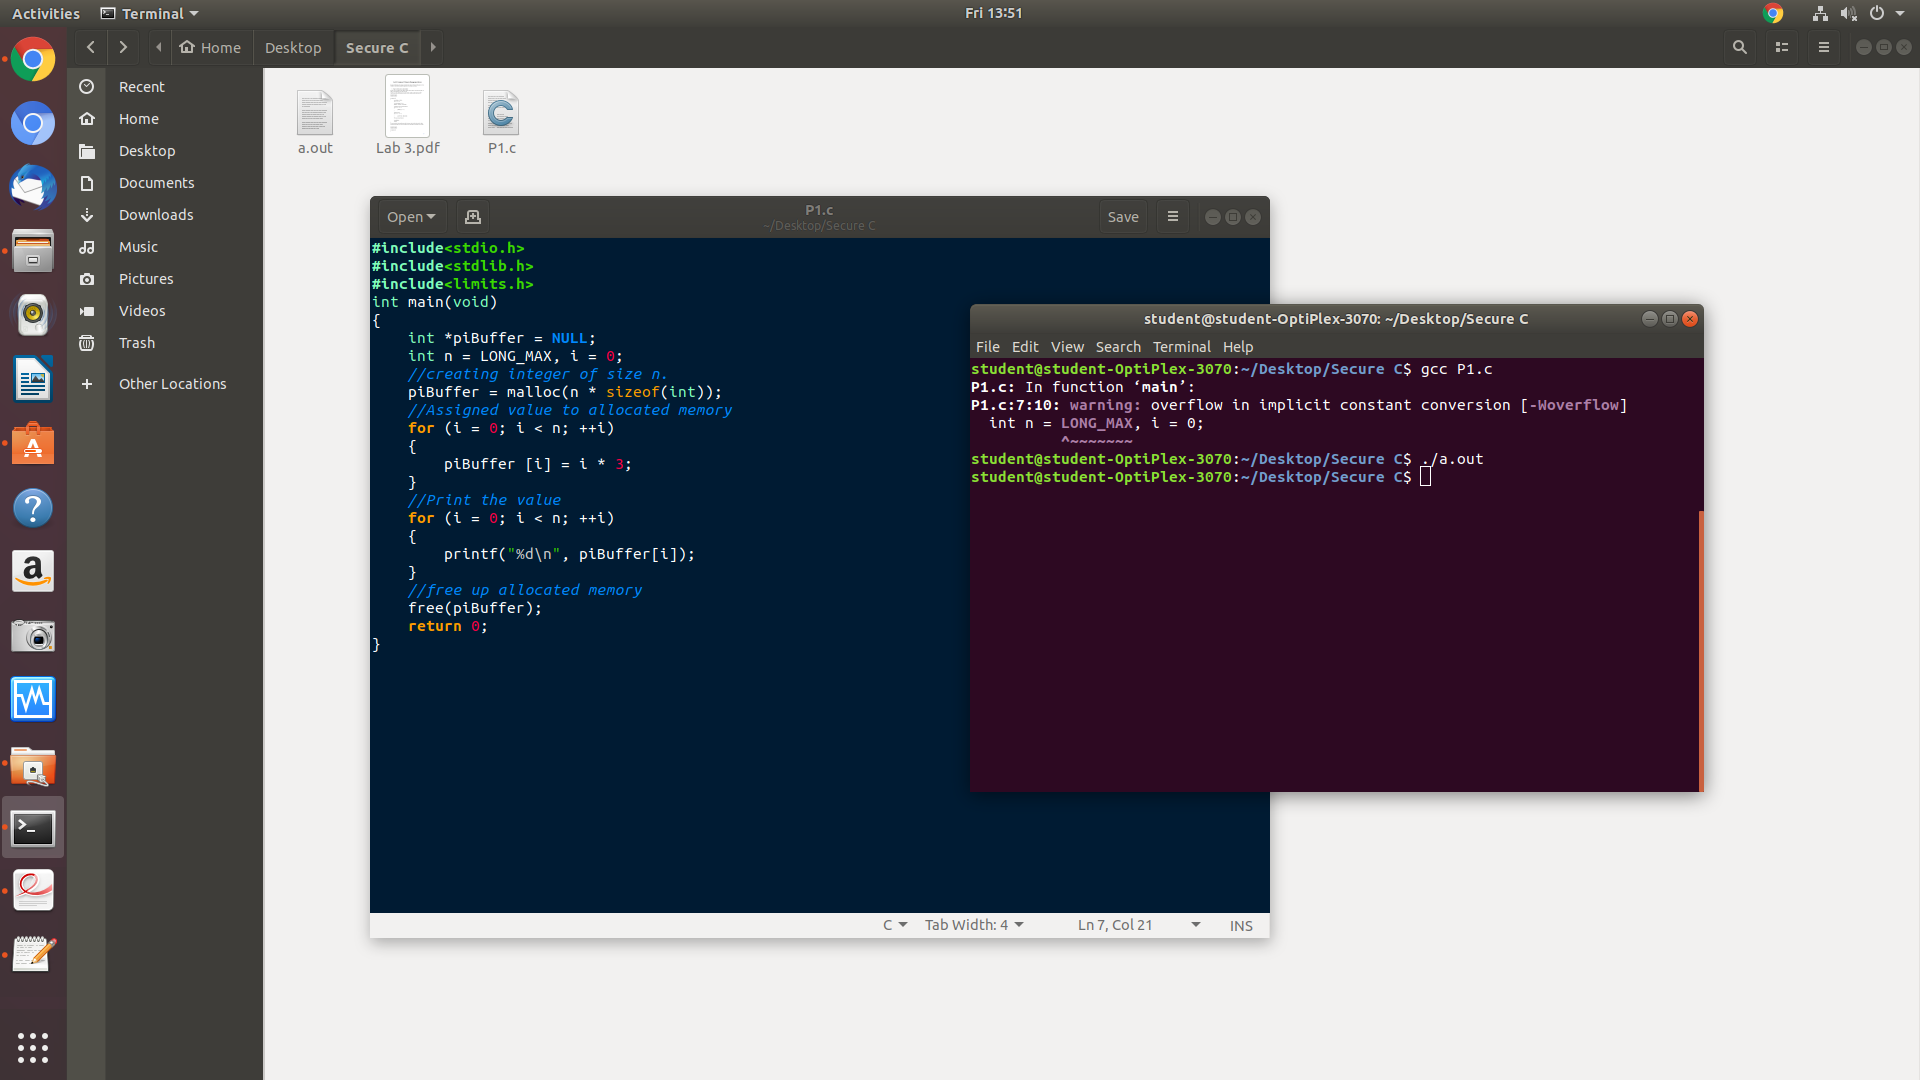 Activities Terminal Fri 13:51
Home Desktop Secure C
Recent
Home
Desktop
Documents
Downloads
Music
Pictures
Videos
Trash
Other Locations
a.out Lab 3.pdf P1.c
Open P1.c Save
~/Desktop/Secure C
#include<stdio.h>
#include<stdlib.h>
#include<limits.h>
int main(void)
{
    int *piBuffer = NULL;
    int n = LONG_MAX, i = 0;
    //creating integer of size n.
    piBuffer = malloc(n * sizeof(int));
    //Assigned value to allocated memory
    for (i = 0; i < n; ++i)
    {
        piBuffer [i] = i * 3;
    }
    //Print the value
    for (i = 0; i < n; ++i)
    {
        printf("%d\n", piBuffer[i]);
    }
    //free up allocated memory
    free(piBuffer);
    return 0;
}
C Tab Width: 4 Ln 7, Col 21 INS
student@student-OptiPlex-3070: ~/Desktop/Secure C
File Edit View Search Terminal Help
student@student-OptiPlex-3070:~/Desktop/Secure C$ gcc P1.c
P1.c: In function ‘main’:
P1.c:7:10: warning: overflow in implicit constant conversion [-Woverflow]
  int n = LONG_MAX, i = 0;
          ^~~~~~~~
student@student-OptiPlex-3070:~/Desktop/Secure C$ ./a.out
student@student-OptiPlex-3070:~/Desktop/Secure C$